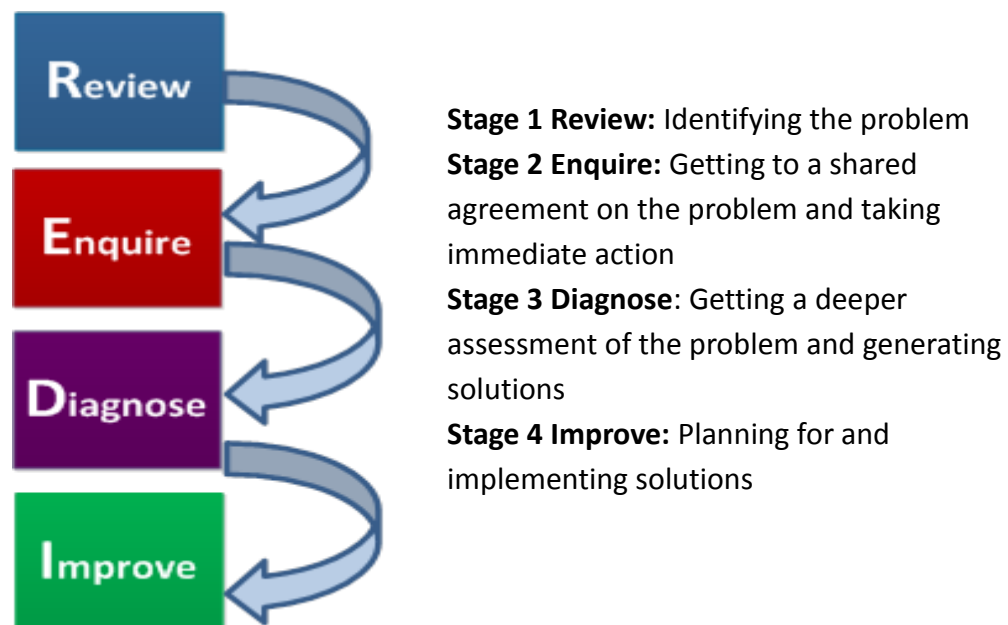 Review
Enquire
Diagnose
Improve
Stage 1 Review: Identifying the problem
Stage 2 Enquire: Getting to a shared
agreement on the problem and taking
immediate action
Stage 3 Diagnose: Getting a deeper
assessment of the problem and generating
solutions
Stage 4 Improve: Planning for and
implementing solutions